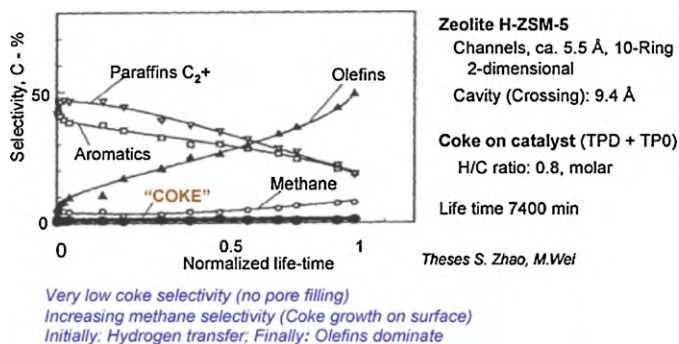 Selectivity, C - %
50
0
Paraffins C₂+
Olefins
Aromatics
"COKE"
Methane
0
0.5
1
Normalized life-time
Zeolite H-ZSM-5
Channels, ca. 5.5 Å, 10-Ring
2-dimensional
Cavity (Crossing): 9.4 Å
Coke on catalyst (TPD + TP0)
H/C ratio: 0.8, molar
Life time 7400 min
Theses S. Zhao, M.Wei
Very low coke selectivity (no pore filling)
Increasing methane selectivity (Coke growth on surface)
Initially: Hydrogen transfer; Finally: Olefins dominate